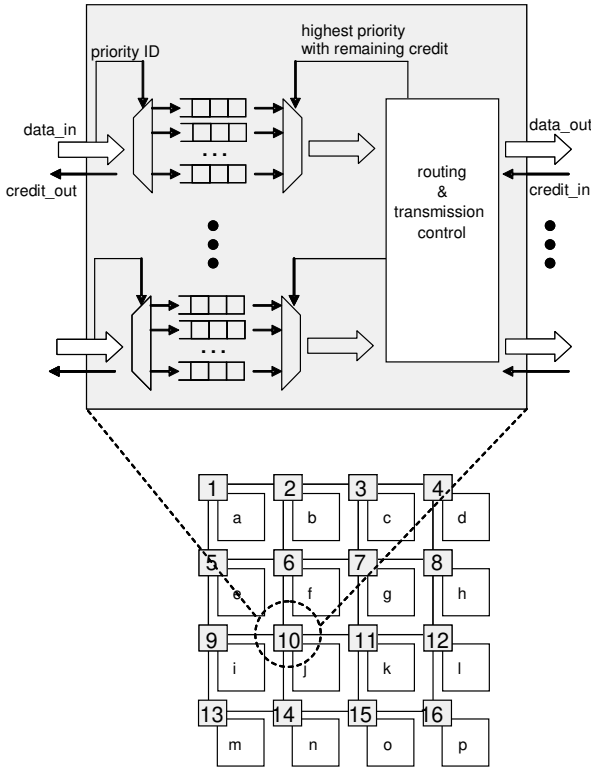 highest priority
with remaining credit
priority ID
data_in
data_out
credit_out
credit_in
routing
&
transmission
control
...
...
1 2 3 4
a b c d
5 6 7 8
e f g h
9 10 11 12
i j k l
13 14 15 16
m n o p